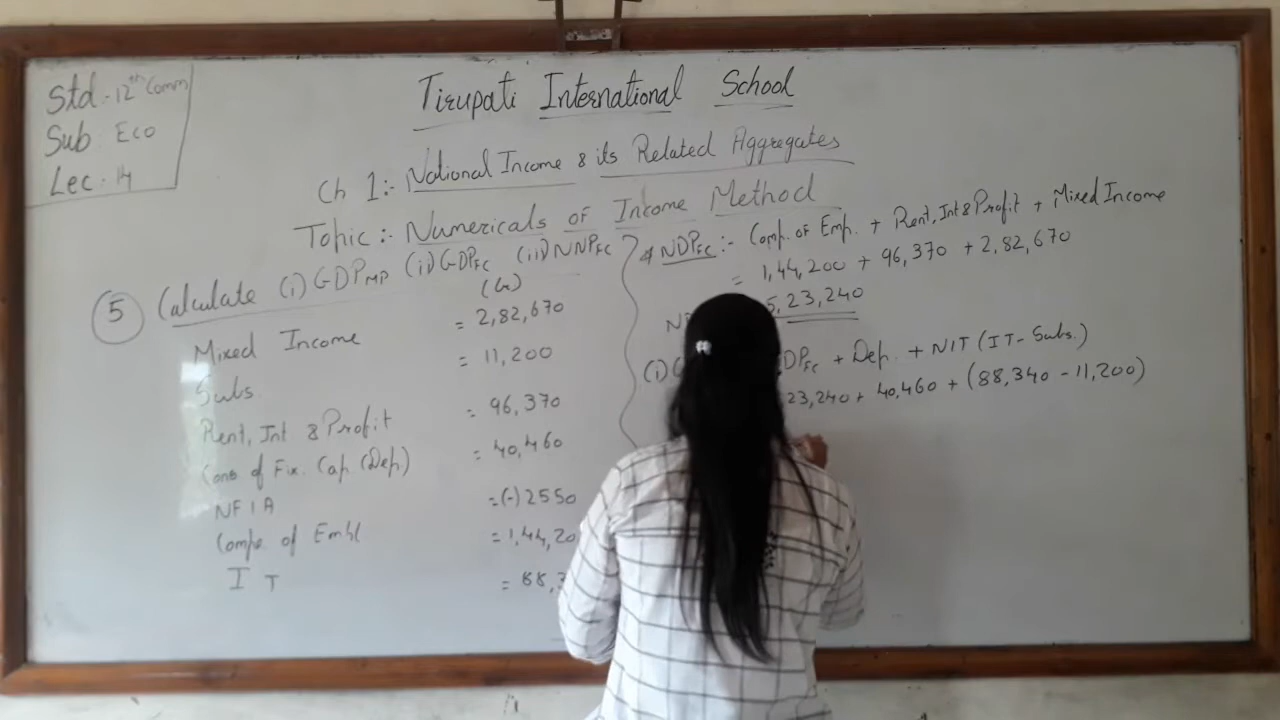 Std.- 12th Comm
Sub: Eco
Lec: 14
Tirupati International School
Ch 1:- National Income & its Related Aggregates
Topic :- Numericals of Income Method
5 Calculate (i) GDPMP (ii) GDPFC (iii) NNPFC
(Cr)
Mixed Income = 2,82,670
Subs. = 11,200
Rent, Int & Profit = 96,370
Cons of Fix. Cap. (Dep.) = 40,460
NFIA = (-) 2550
Compe. of Empl = 1,44,20
I T = 88,3
* NDPFC :- Comp. of Emp. + Rent, Int & Profit + Mixed Income
= 1,44,200 + 96,370 + 2,82,670
5,23,240
(i) G DPFC + Dep. + NIT (IT- Subs.)
23,240 + 40,460 + (88,340 - 11,200)